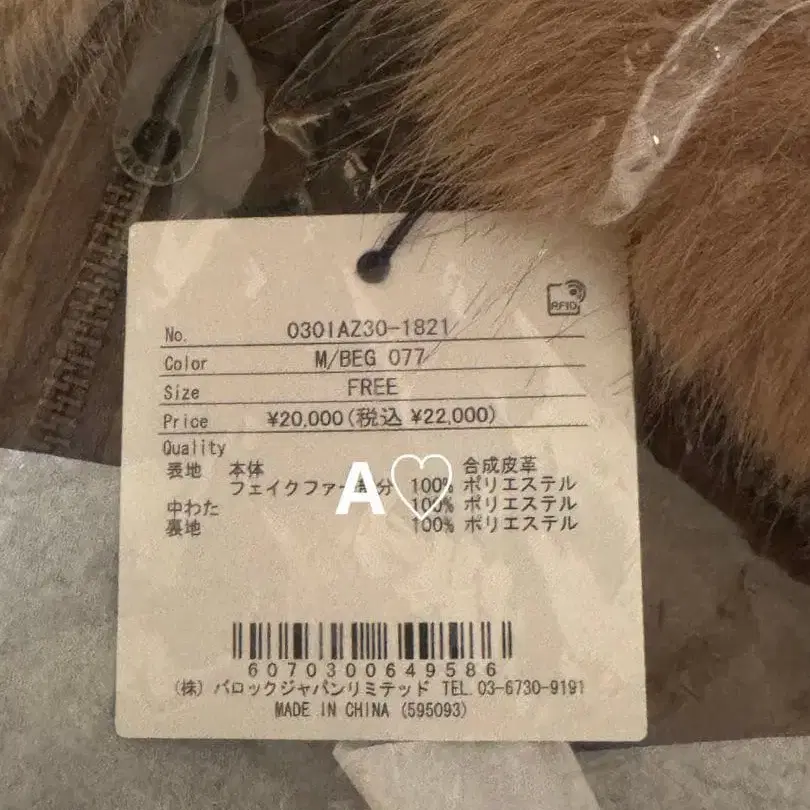 RFID
No. 0301AZ30-1821
Color M/BEG 077
Size FREE
Price ¥20,000(税込 ¥22,000)
Quality
表地 本体 合成皮革
フェイクファー部分 100% ポリエステル
中わた 100% ポリエステル
裏地 100% ポリエステル
A♡
6070300649586
(株) バロックジャパンリミテッド TEL.03-6730-9191
MADE IN CHINA (595093)